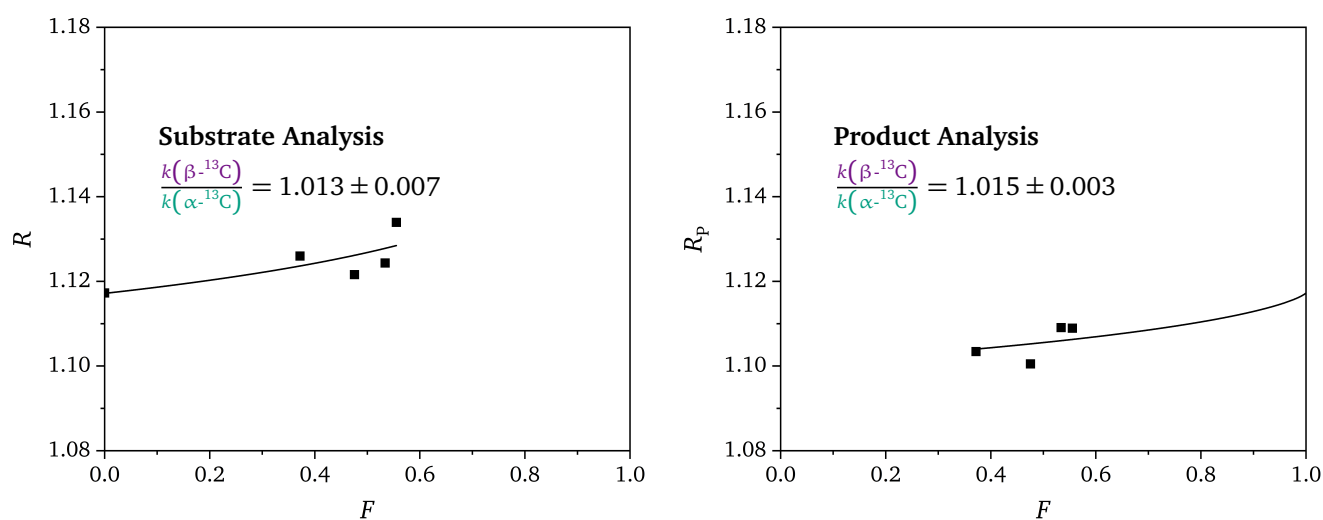 1.18
1.16
1.14
1.12
1.10
1.08
0.0 0.2 0.4 0.6 0.8 1.0
R
F
Substrate Analysis
k(β-¹³C)
k(α-¹³C)
= 1.013 ± 0.007
1.18
1.16
1.14
1.12
1.10
1.08
0.0 0.2 0.4 0.6 0.8 1.0
Rₚ
F
Product Analysis
k(β-¹³C)
k(α-¹³C)
= 1.015 ± 0.003